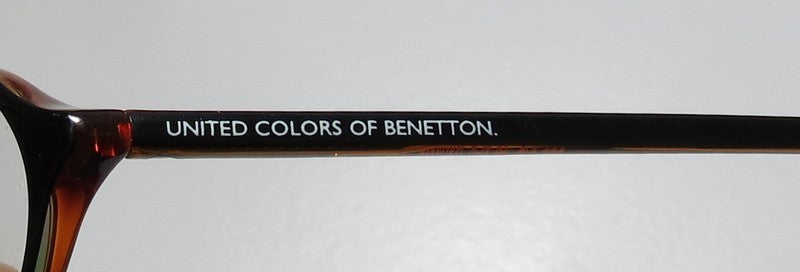 UNITED COLORS OF BENETTON.